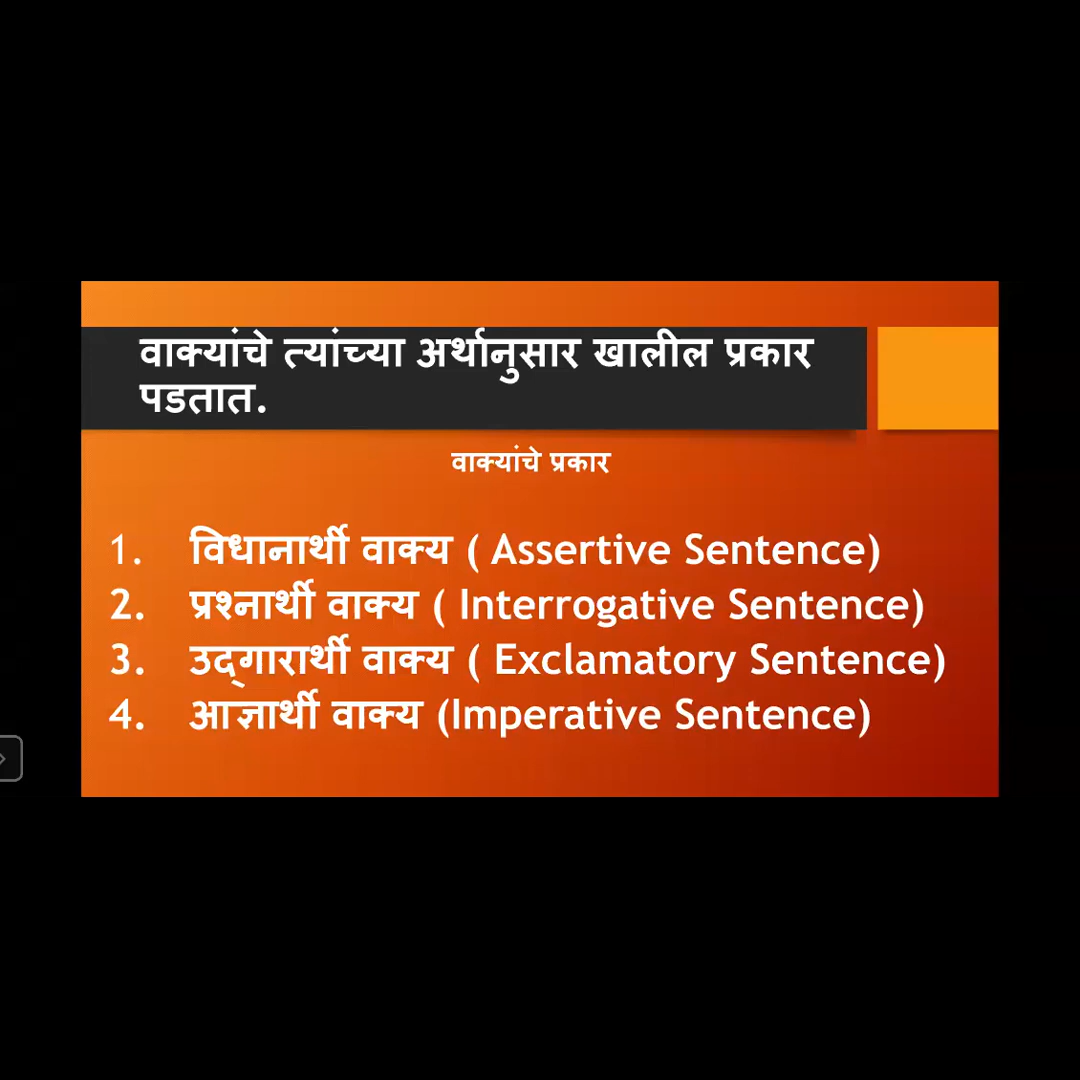 वाक्यांचे त्यांच्या अर्थानुसार खालील प्रकार
पडतात.
वाक्यांचे प्रकार
1. विधानार्थी वाक्य ( Assertive Sentence)
2. प्रश्नार्थी वाक्य ( Interrogative Sentence)
3. उद्‌गारार्थी वाक्य ( Exclamatory Sentence)
4. आज्ञार्थी वाक्य (Imperative Sentence)